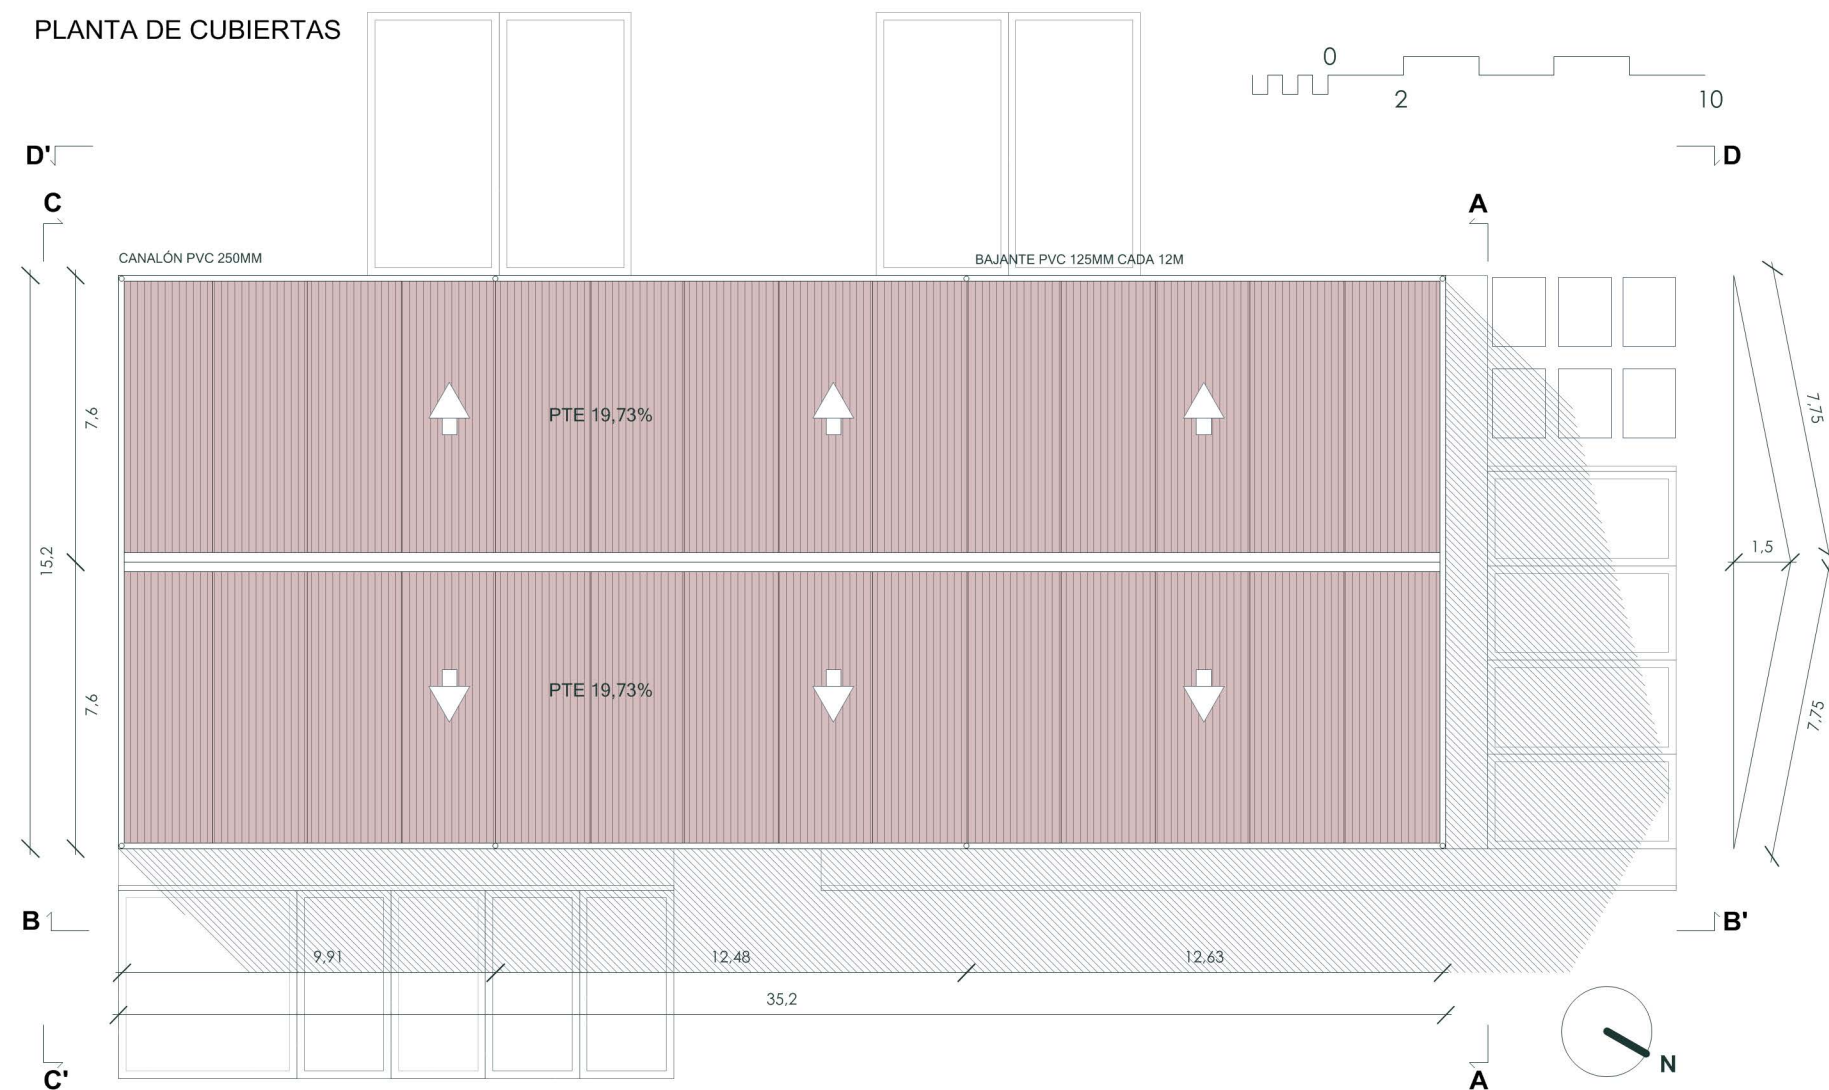 PLANTA DE CUBIERTAS
0
2
10
D'
D
C
A
CANALÓN PVC 250MM
BAJANTE PVC 125MM CADA 12M
7,6
PTE 19,73%
7,75
15,2
1,5
7,6
PTE 19,73%
7,75
B
B'
9,91
12,48
12,63
35,2
N
C'
A